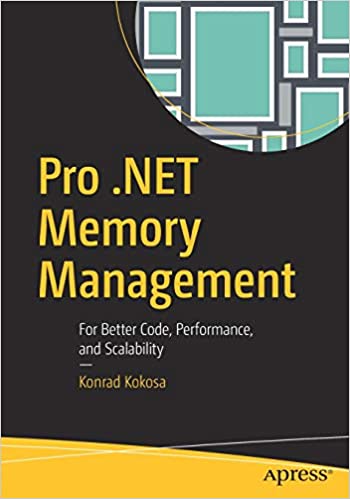 Pro .NET
Memory
Management
For Better Code, Performance,
and Scalability
—
Konrad Kokosa
Apress®